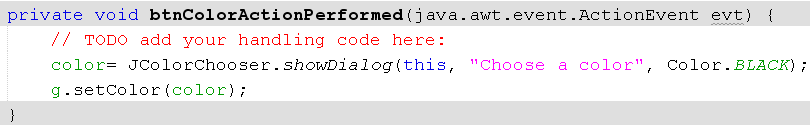 private void btnColorActionPerformed(java.awt.event.ActionEvent evt) {
// TODO add your handling code here:
color= JColorChooser.showDialog(this, "Choose a color", Color.BLACK);
g.setColor(color);
}